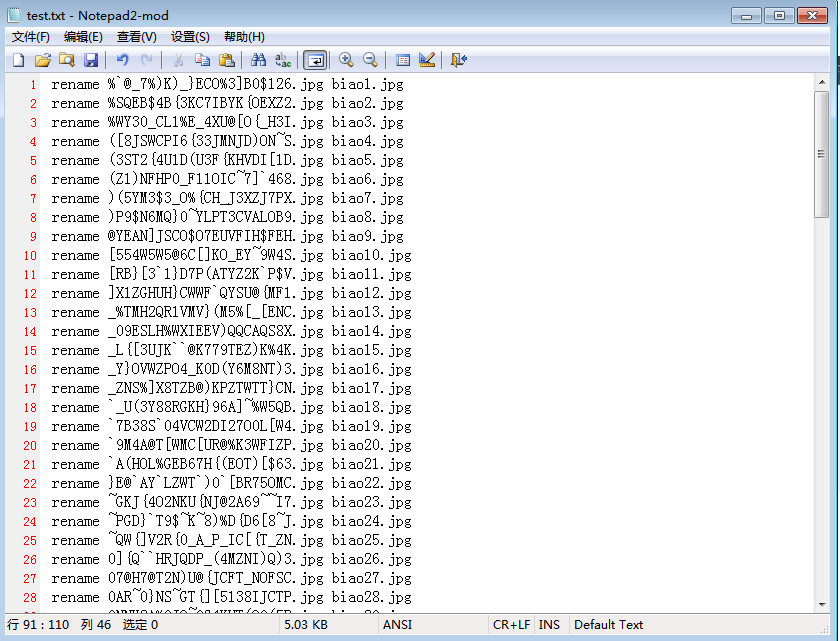 test.txt - Notepad2-mod
文件(F) 编辑(E) 查看(V) 设置(S) 帮助(H)
1 rename %`@_7%)K)_}ECO%3]B0$126.jpg biao1.jpg
2 rename %SQEB$4B{3KC7IBYK{OEXZ2.jpg biao2.jpg
3 rename %WY30_CL1%E_4XU@[O{_H3I.jpg biao3.jpg
4 rename ([8JSWCPI6{33JMNJD)ON~S.jpg biao4.jpg
5 rename (3ST2{4U1D(U3F{KHVDI[1D.jpg biao5.jpg
6 rename (Z1)NFHP0_F11OIC~7]`468.jpg biao6.jpg
7 rename )(5YM3$3_O%{CH_J3XZJ7PX.jpg biao7.jpg
8 rename )P9$N6MQ}0~YLPT3CVALOB9.jpg biao8.jpg
9 rename @YEAN]JSCO$O7EUVFIH$FEH.jpg biao9.jpg
10 rename [554W5W5@6C[]KO_EY~9W4S.jpg biao10.jpg
11 rename [RB}[3`1}D7P(ATYZ2K`P$V.jpg biao11.jpg
12 rename ]X1ZGHUH}CWWF`QYSU@{MF1.jpg biao12.jpg
13 rename _%TMH2QR1VMV}(M5%[_[ENC.jpg biao13.jpg
14 rename _09ESLH%WXIEEV)QQCAQS8X.jpg biao14.jpg
15 rename _L{[3UJK``@K779TEZ)K%4K.jpg biao15.jpg
16 rename _Y}OVWZPO4_K0D(Y6M8NT)3.jpg biao16.jpg
17 rename _ZNS%]X8TZB@)KPZTWTT}CN.jpg biao17.jpg
18 rename `_U(3Y88RGKH}96A]~%W5QB.jpg biao18.jpg
19 rename `7B38S`04VCW2DI27OOL[W4.jpg biao19.jpg
20 rename `9M4A@T[WMC[UR@%K3WFIZP.jpg biao20.jpg
21 rename `A(HOL%GEB67H{(EOT)[$63.jpg biao21.jpg
22 rename }E@`AY`LZWT`)0`[BR75OMC.jpg biao22.jpg
23 rename ~GKJ{4O2NKU{NJ@2A69~~I7.jpg biao23.jpg
24 rename ~PGD}`T9$~K~8)%D{D6[8~J.jpg biao24.jpg
25 rename ~QW{]V2R{0_A_P_IC[{T_ZN.jpg biao25.jpg
26 rename 0]{Q``HRJQDP_(4MZNI)Q)3.jpg biao26.jpg
27 rename 07@H7@T2N)U@{JCFT_NOFSC.jpg biao27.jpg
28 rename 0AR~0}NS~GT{][5138IJCTP.jpg biao28.jpg
行 91 : 110 列 46 选定 0 5.03 KB ANSI CR+LF INS Default Text